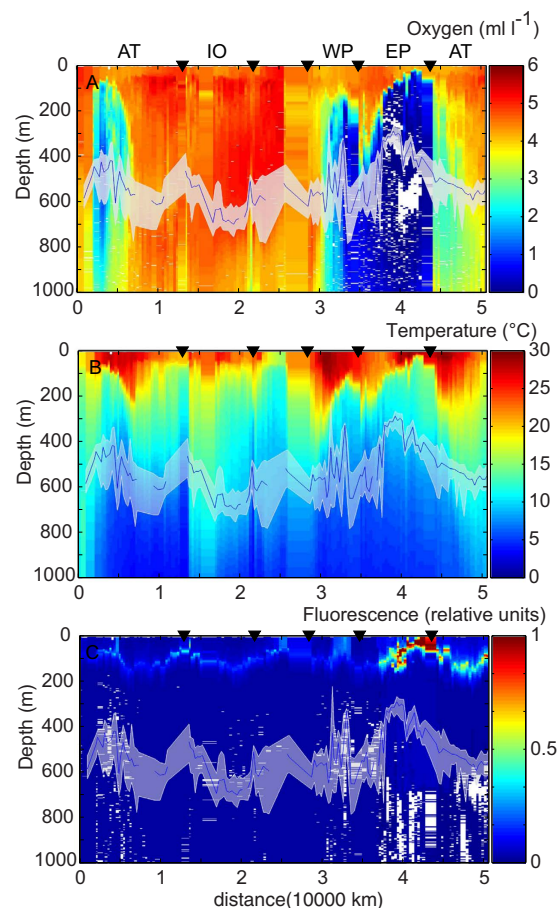 Oxygen (ml l⁻¹)
AT IO WP EP AT
A
0
200
400
600
800
1000
Depth (m)
0 1 2 3 4 5
6
5
4
3
2
1
0
Temperature (°C)
B
0
200
400
600
800
1000
Depth (m)
0 1 2 3 4 5
30
25
20
15
10
5
0
Fluorescence (relative units)
C
0
200
400
600
800
1000
Depth (m)
0 1 2 3 4 5
distance(10000 km)
1
0.5
0